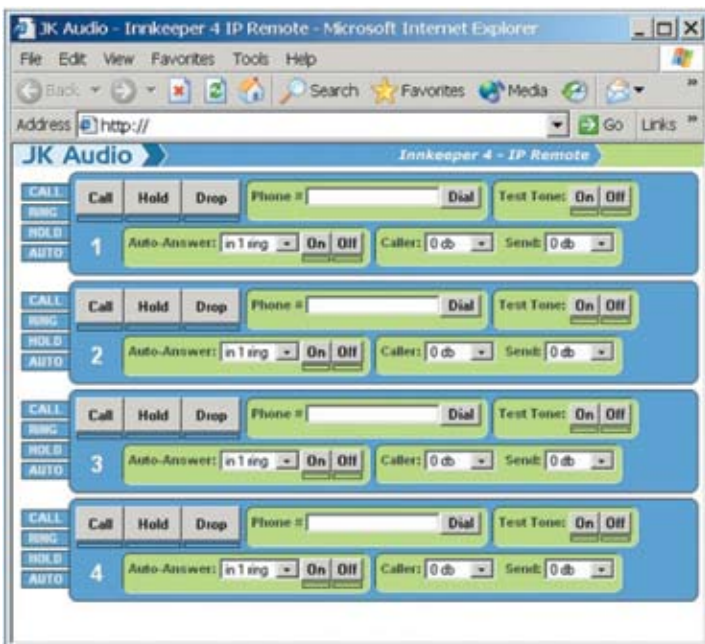 JK Audio - Innkeeper 4 IP Remote - Microsoft Internet Explorer
File Edit View Favorites Tools Help
Back Search Favorites Media
Address http:// Go Links
JK Audio Innkeeper 4 - IP Remote
CALL Call Hold Drop Phone # Dial Test Tone: On Off
RING
HOLD 1 Auto-Answer: in 1 ring On Off Caller: 0 db Send: 0 db
AUTO
CALL Call Hold Drop Phone # Dial Test Tone: On Off
RING
HOLD 2 Auto-Answer: in 1 ring On Off Caller: 0 db Send: 0 db
AUTO
CALL Call Hold Drop Phone # Dial Test Tone: On Off
RING
HOLD 3 Auto-Answer: in 1 ring On Off Caller: 0 db Send: 0 db
AUTO
CALL Call Hold Drop Phone # Dial Test Tone: On Off
RING
HOLD 4 Auto-Answer: in 1 ring On Off Caller: 0 db Send: 0 db
AUTO